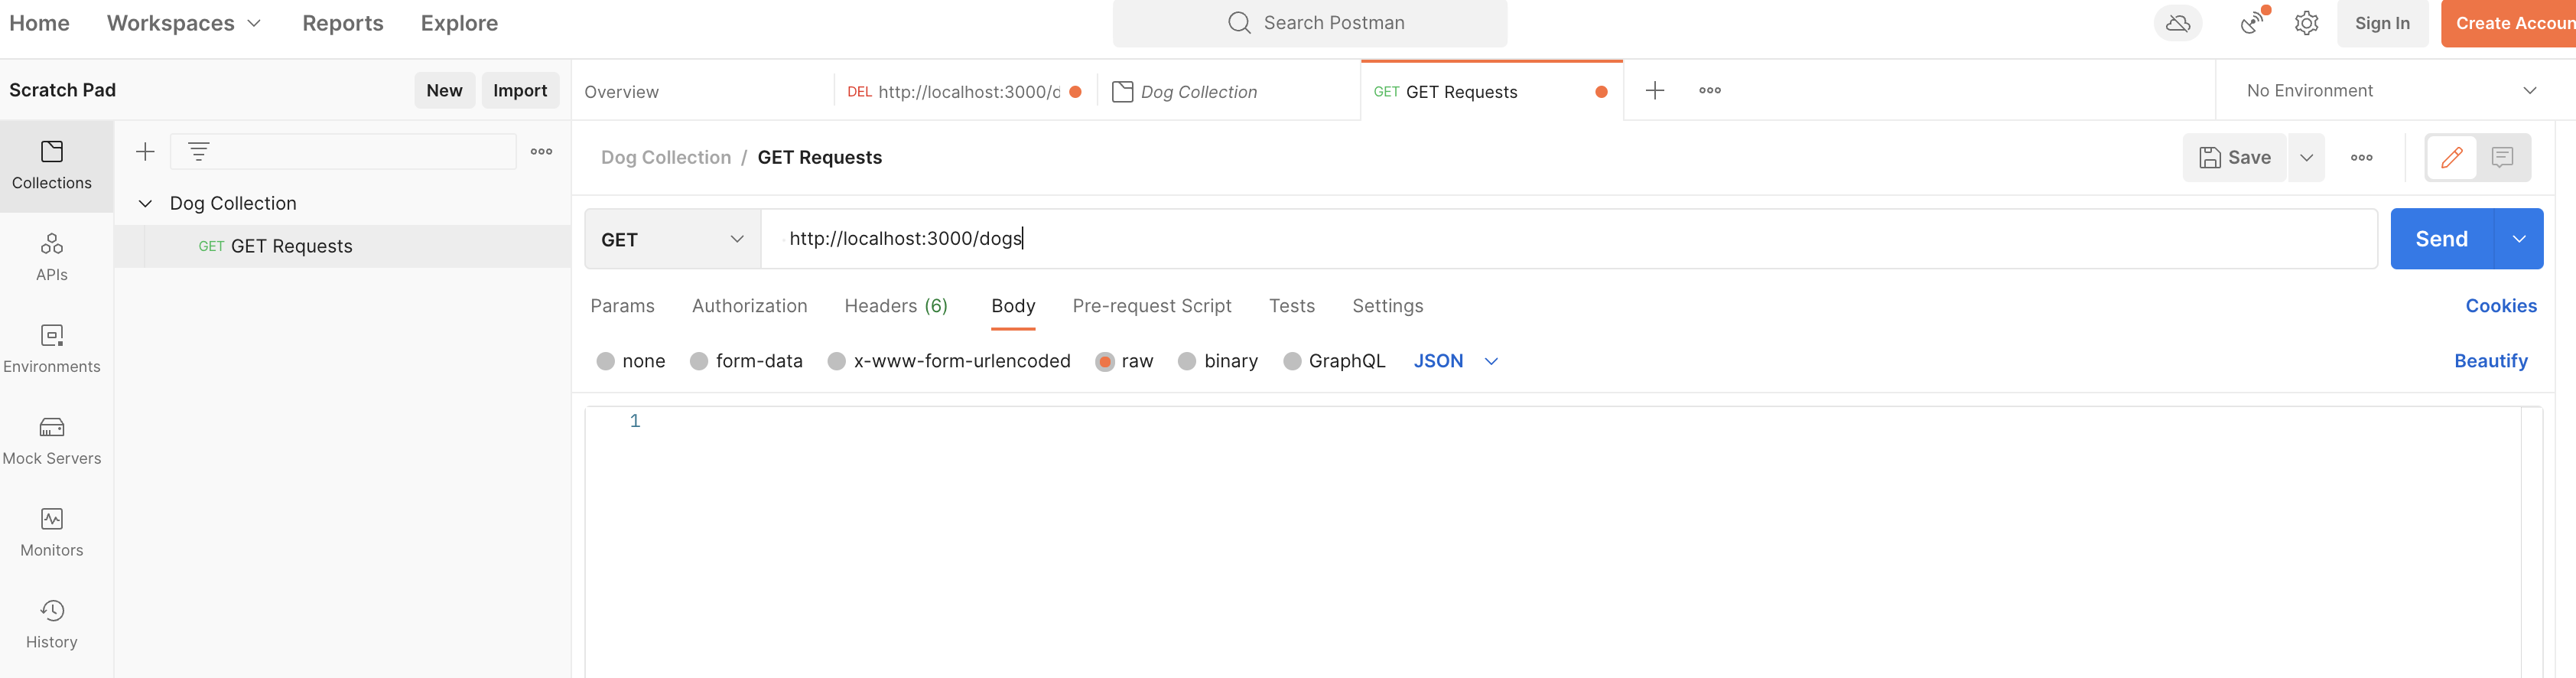 Home Workspaces Reports Explore Search Postman Sign In Create Accoun
Scratch Pad New Import Overview DEL http://localhost:3000/d Dog Collection GET GET Requests No Environment
Collections
Dog Collection / GET Requests Save
Dog Collection
GET GET Requests
GET http://localhost:3000/dogs Send
APIs
Params Authorization Headers (6) Body Pre-request Script Tests Settings Cookies
Environments
none form-data x-www-form-urlencoded raw binary GraphQL JSON Beautify
1
Mock Servers
Monitors
History